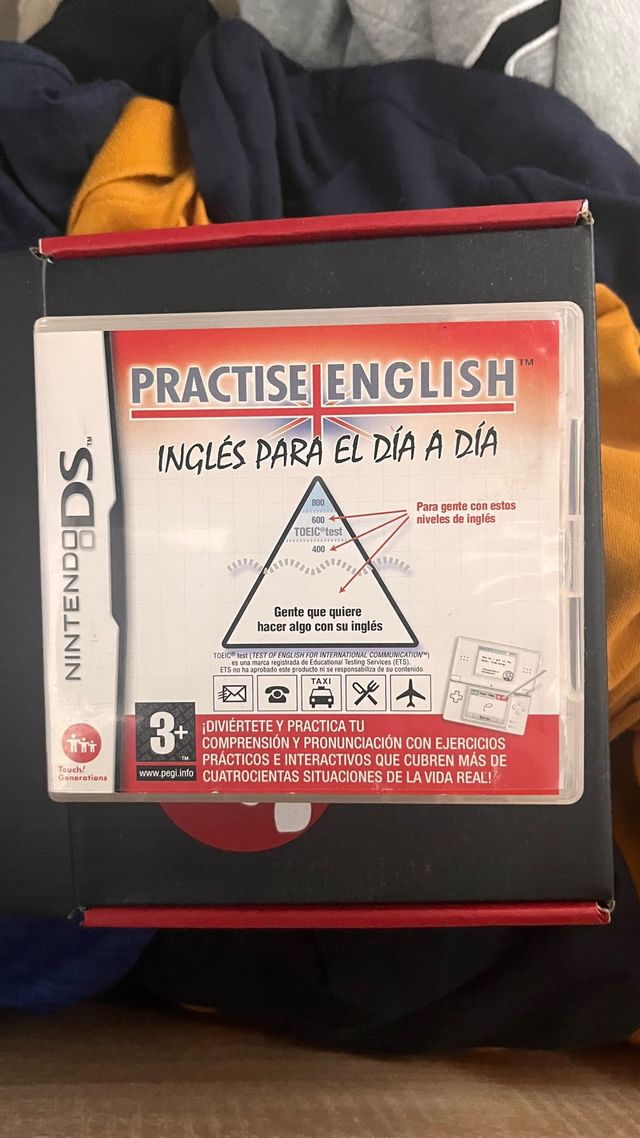 PRACTISE ENGLISH™
INGLÉS PARA EL DÍA A DÍA
NINTENDO DS™
800
600
TOEIC® test
400
Para gente con estos
niveles de inglés
Gente que quiere
hacer algo con su inglés
TOEIC® test (TEST OF ENGLISH FOR INTERNATIONAL COMMUNICATION™)
es una marca registrada de Educational Testing Services (ETS).
ETS no ha aprobado este producto ni se responsabiliza de su contenido.
TAXI
3+
™
www.pegi.info
¡DIVIÉRTETE Y PRACTICA TU
COMPRENSIÓN Y PRONUNCIACIÓN CON EJERCICIOS
PRÁCTICOS E INTERACTIVOS QUE CUBREN MÁS DE
CUATROCIENTAS SITUACIONES DE LA VIDA REAL!
Touch!
Generations